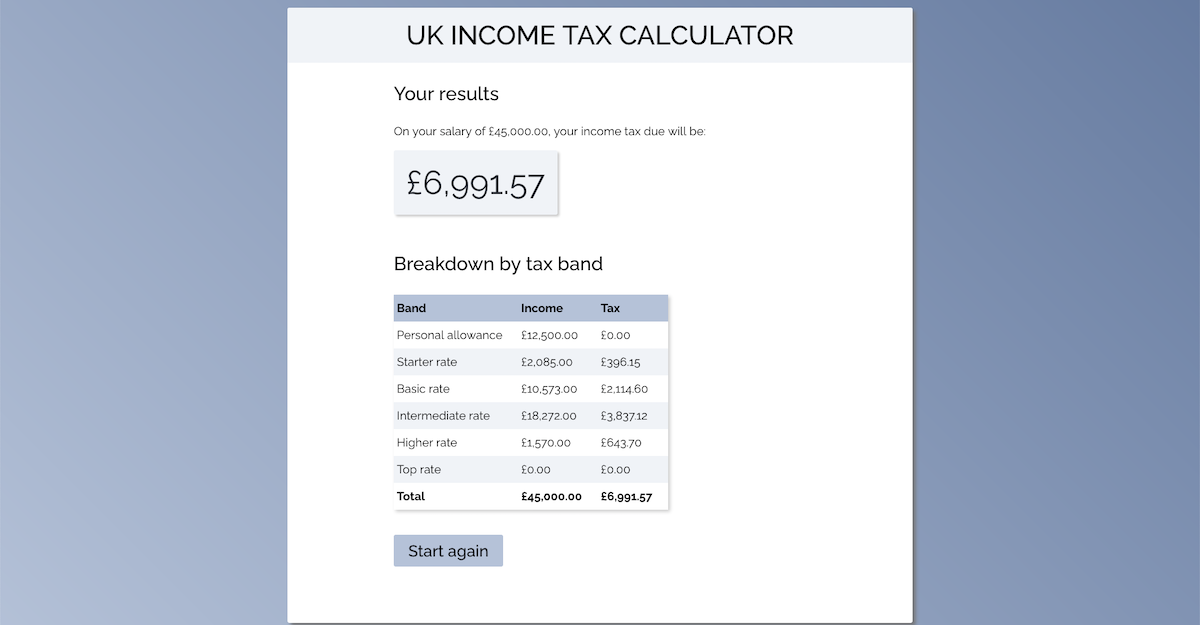 UK INCOME TAX CALCULATOR
Your results
On your salary of £45,000.00, your income tax due will be:
£6,991.57
Breakdown by tax band
Band Income Tax
Personal allowance £12,500.00 £0.00
Starter rate £2,085.00 £396.15
Basic rate £10,573.00 £2,114.60
Intermediate rate £18,272.00 £3,837.12
Higher rate £1,570.00 £643.70
Top rate £0.00 £0.00
Total £45,000.00 £6,991.57
Start again